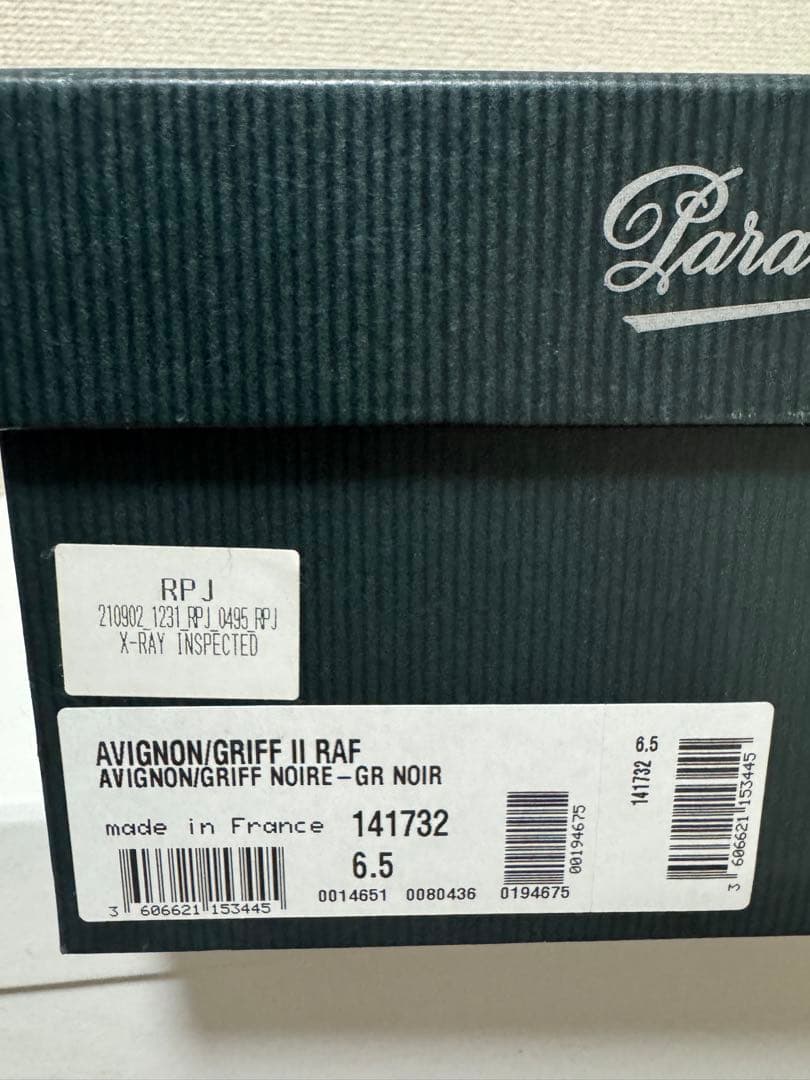 Para
RPJ
210902_1231_RPJ_0495_RPJ
X-RAY INSPECTED
AVIGNON/GRIFF II RAF
AVIGNON/GRIFF NOIRE-GR NOIR
made in France 141732
6.5
3 606621 153445
0014651 0080436 0194675
00194675
6.5
141732
3 606621 153445